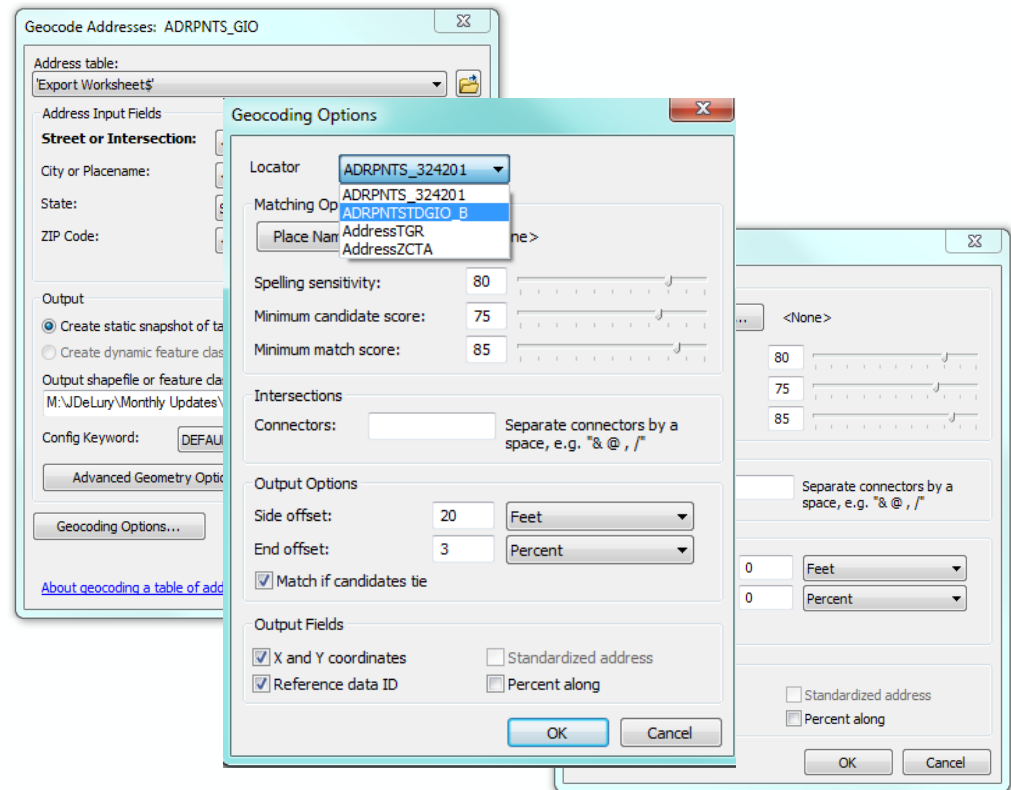 Geocode Addresses: ADRPNTS_GIO
Address table:
'Export Worksheet$'
Address Input Fields
Street or Intersection:
City or Placename:
State:
ZIP Code:
Output
Create static snapshot of ta
Create dynamic feature clas
Output shapefile or feature cla
M:\JDeLury\Monthly Updates\
Config Keyword: DEFAU
Advanced Geometry Optio
Geocoding Options...
About geocoding a table of add
Geocoding Options
Locator ADRPNTS_324201
ADRPNTS_324201
ADRPNTSTDGIO_B
AddressTGR
AddressZCTA
Matching Op
Place Nam ne>
Spelling sensitivity: 80
Minimum candidate score: 75
Minimum match score: 85
Intersections
Connectors: Separate connectors by a
space, e.g. "& @ , /"
Output Options
Side offset: 20 Feet
End offset: 3 Percent
Match if candidates tie
Output Fields
X and Y coordinates Standardized address
Reference data ID Percent along
OK Cancel
... <None>
80
75
85
Separate connectors by a
space, e.g. "& @ , /"
0 Feet
0 Percent
Standardized address
Percent along
OK Cancel